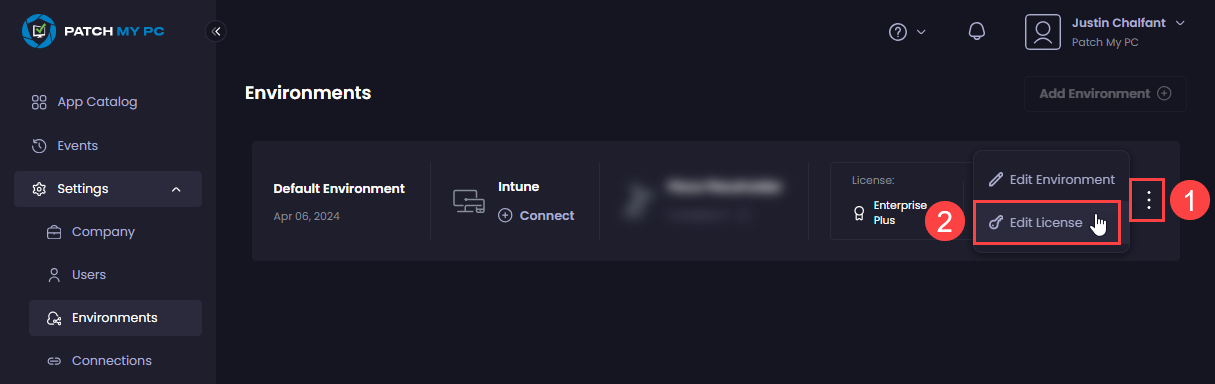 PATCH MY PC
Justin Chalfant
Patch My PC
App Catalog
Events
Settings
Company
Users
Environments
Connections
Environments
Add Environment
Default Environment
Apr 06, 2024
Intune
Connect
License:
Enterprise
Plus
Edit Environment
Edit License
1
2